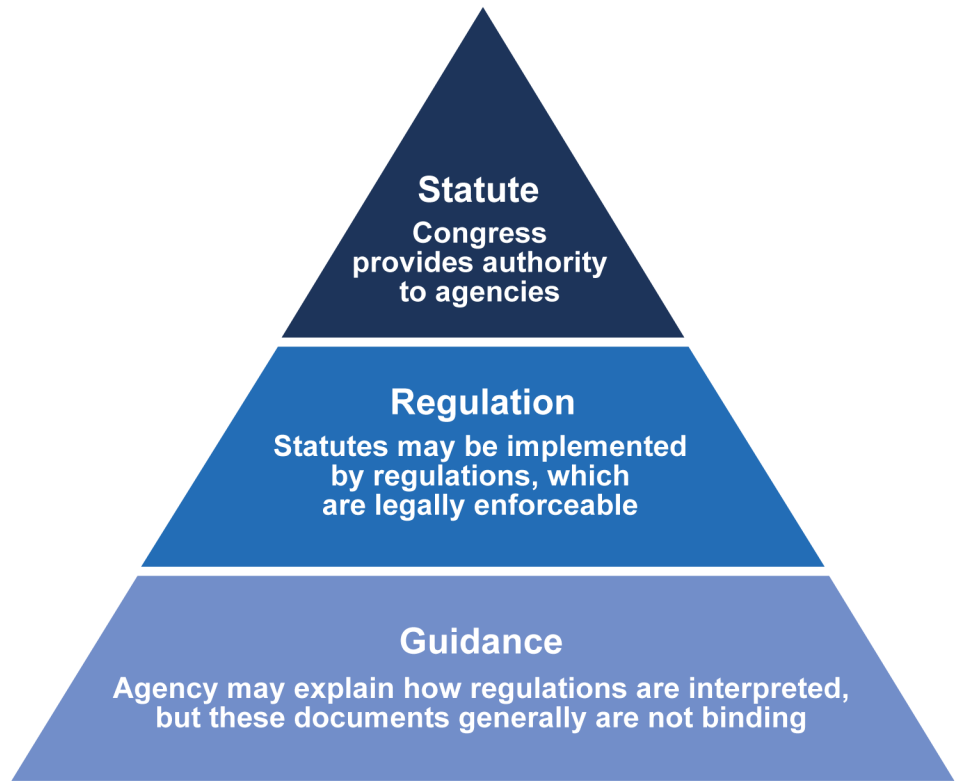 Statute
Congress
provides authority
to agencies
Regulation
Statutes may be implemented
by regulations, which
are legally enforceable
Guidance
Agency may explain how regulations are interpreted,
but these documents generally are not binding